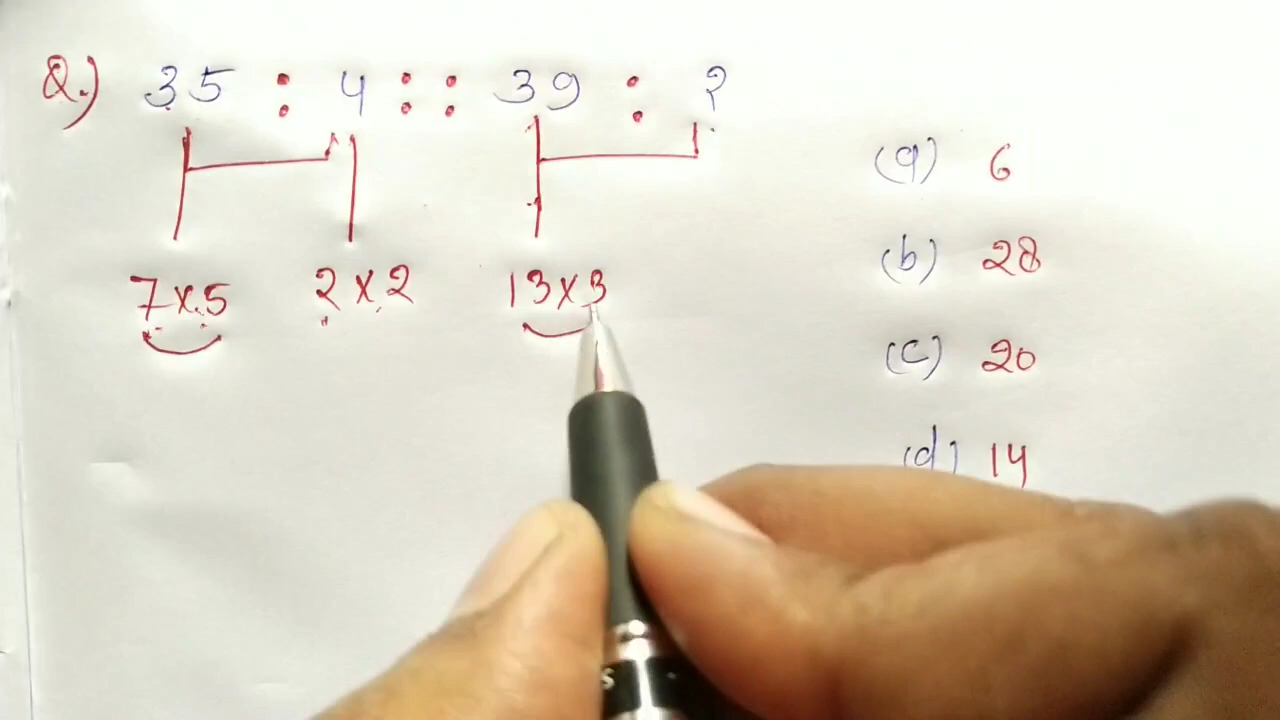 Q.) 35 : 4 :: 39 : ?
7x5 2x2 13x3
(a) 6
(b) 28
(c) 20
(d) 14
s